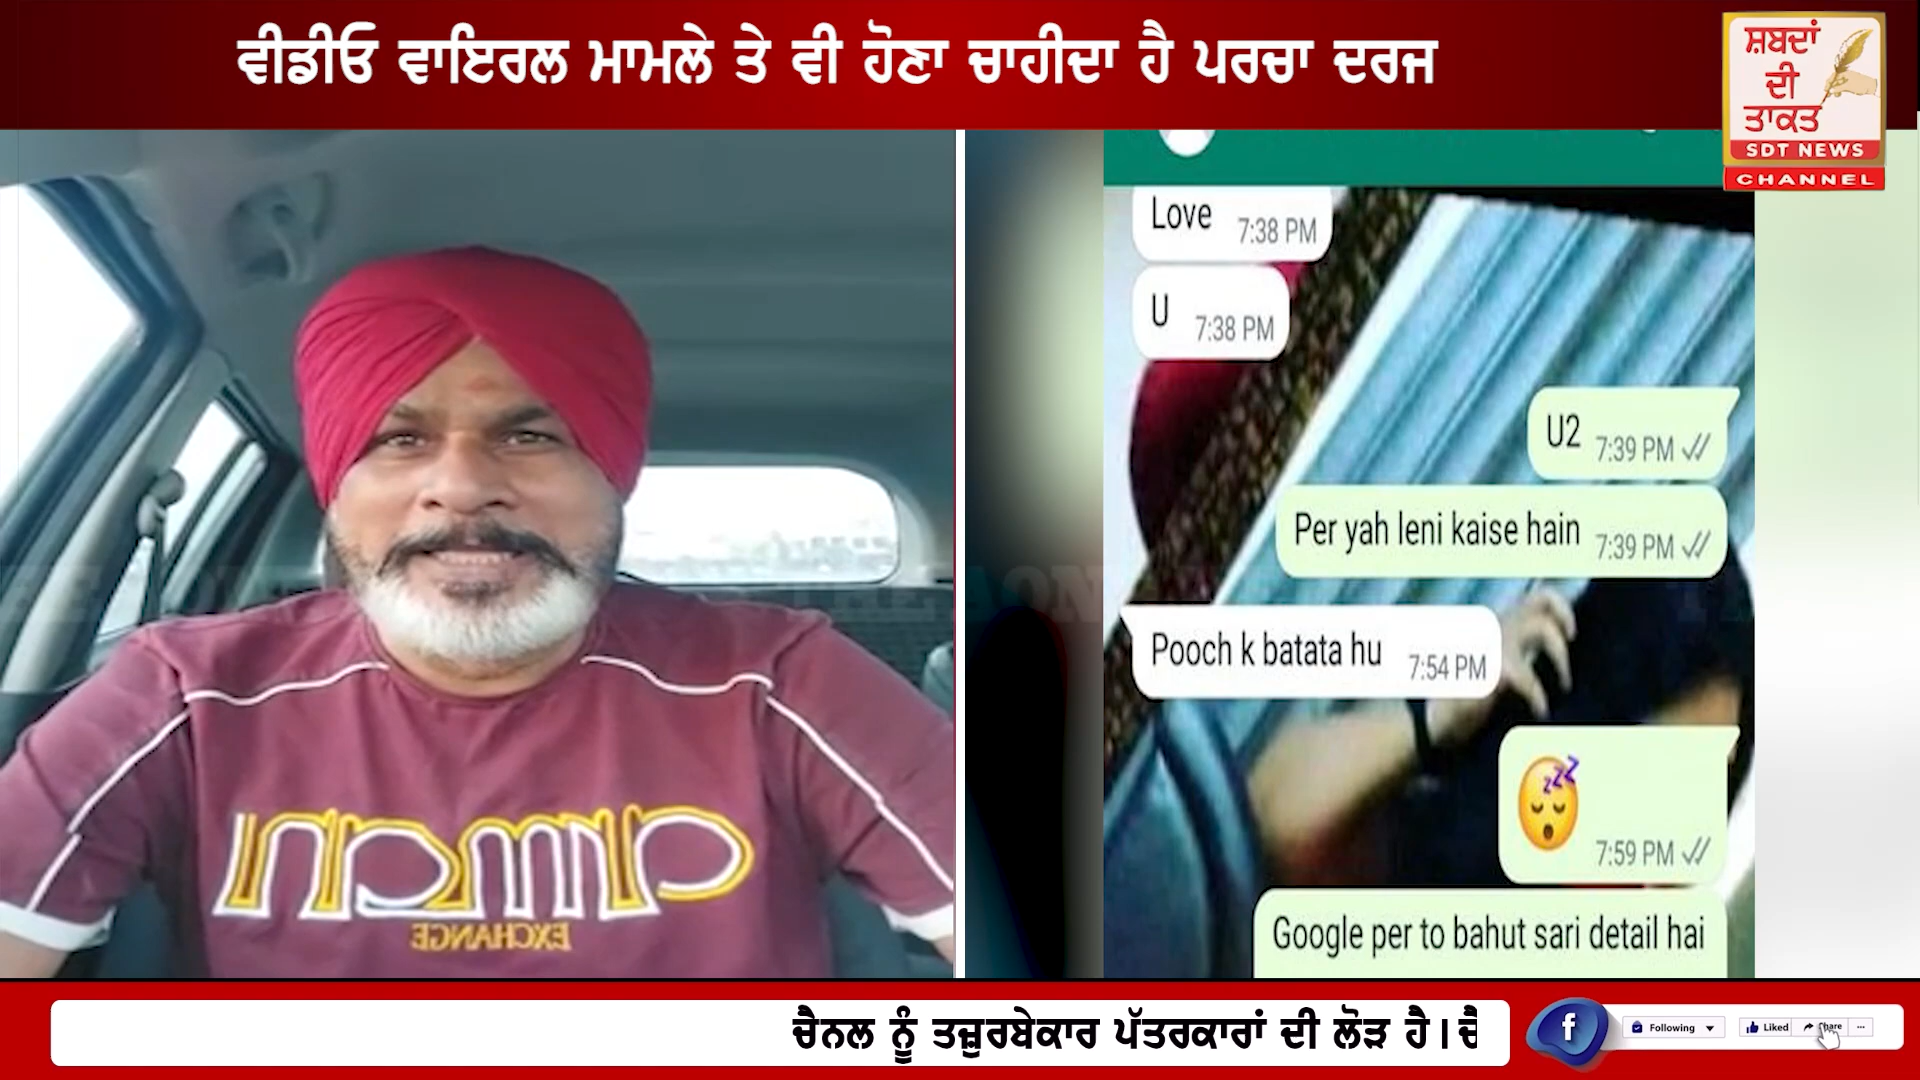 ਵੀਡੀਓ ਵਾਇਰਲ ਮਾਮਲੇ ਤੇ ਵੀ ਹੋਣਾ ਚਾਹੀਦਾ ਹੈ ਪਰਚਾ ਦਰਜ
ਸ਼ਬਦਾਂ
ਦੀ
ਤਾਕਤ
SDT NEWS
CHANNEL
Love 7:38 PM
U 7:38 PM
U2 7:39 PM
Per yah leni kaise hain 7:39 PM
Pooch k batata hu 7:54 PM
7:59 PM
Google per to bahut sari detail hai
EXCHANGE
ਚੈਨਲ ਨੂੰ ਤਜ਼ੁਰਬੇਕਾਰ ਪੱਤਰਕਾਰਾਂ ਦੀ ਲੋੜ ਹੈ। ਚੈ
f
Following
Liked
Share